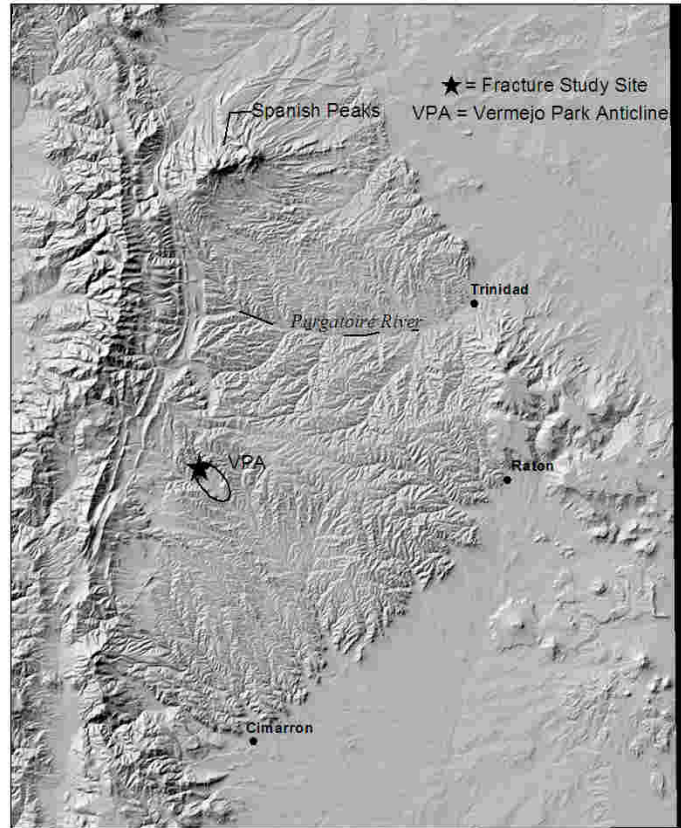 ★ = Fracture Study Site
VPA = Vermejo Park Anticline
Spanish Peaks
Trinidad
Purgatoire River
VPA
Raton
Cimarron